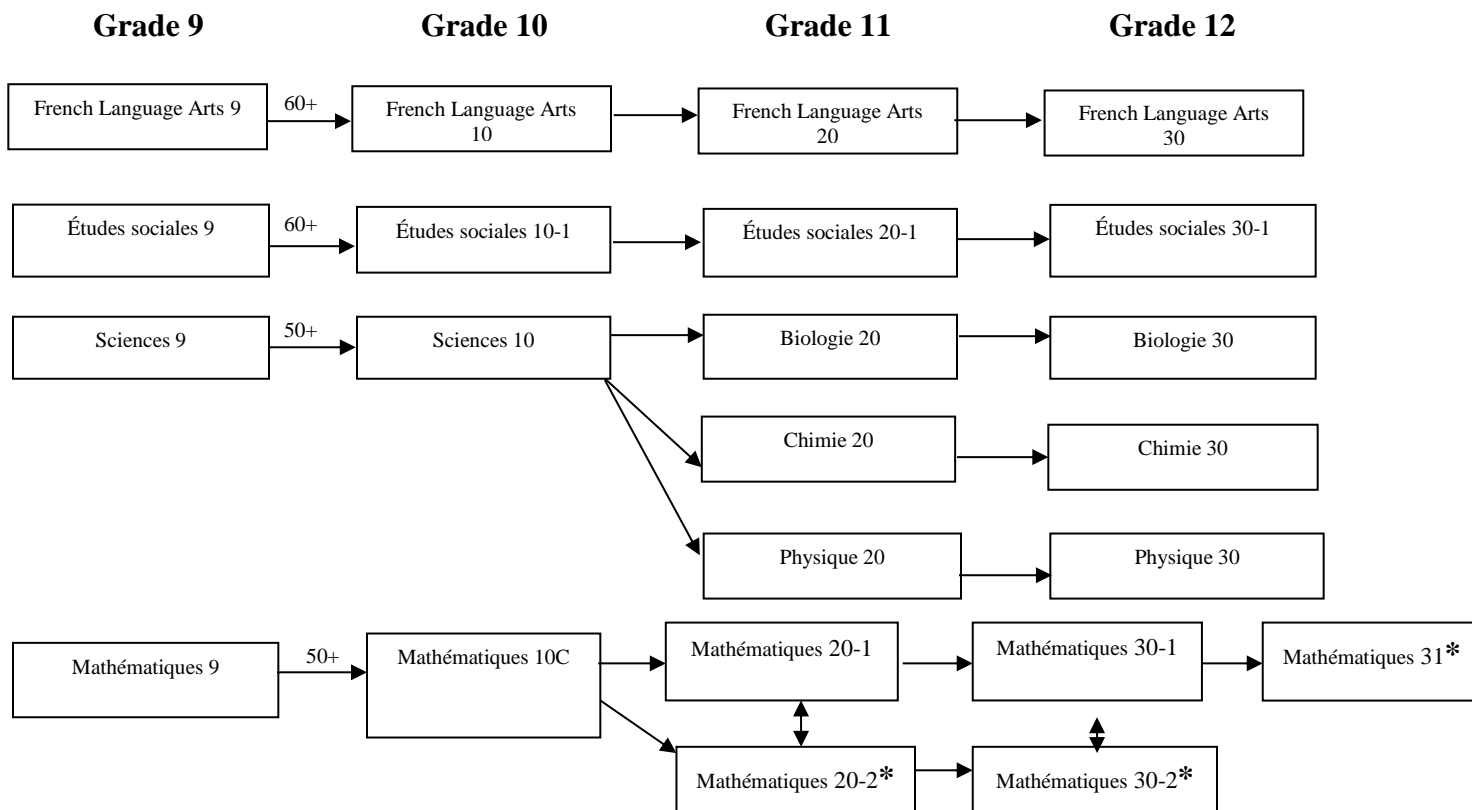 Grade 9 Grade 10 Grade 11 Grade 12
French Language Arts 9
60+
French Language Arts
10
French Language Arts
20
French Language Arts
30
Études sociales 9
60+
Études sociales 10-1
Études sociales 20-1
Études sociales 30-1
Sciences 9
50+
Sciences 10
Biologie 20
Biologie 30
Chimie 20
Chimie 30
Physique 20
Physique 30
Mathématiques 9
50+
Mathématiques 10C
Mathématiques 20-1
Mathématiques 30-1
Mathématiques 31*
Mathématiques 20-2*
Mathématiques 30-2*